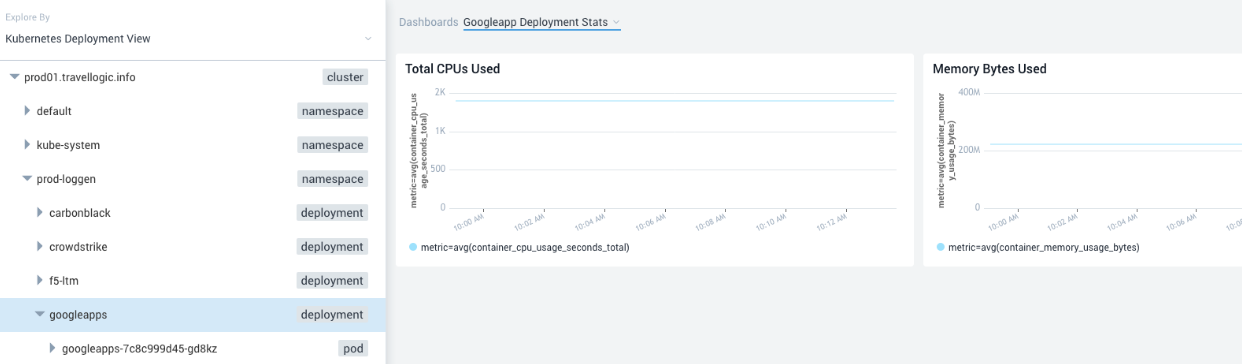 Explore By
Kubernetes Deployment View
prod01.travellogic.info cluster
default namespace
kube-system namespace
prod-loggen namespace
carbonblack deployment
crowdstrike deployment
f5-ltm deployment
googleapps deployment
googleapps-7c8c999d45-gd8kz pod
Dashboards Googleapp Deployment Stats
Total CPUs Used
metric=avg(container_cpu_us
age_seconds_total)
2K
1K
500
0
10:00 AM 10:02 AM 10:04 AM 10:06 AM 10:08 AM 10:10 AM 10:12 AM
metric=avg(container_cpu_usage_seconds_total)
Memory Bytes Used
metric=avg(container_memor
y_usage_bytes)
400M
200M
0
10:00 AM 10:02 AM 10:04 AM 10:06 AM
metric=avg(container_memory_usage_bytes)